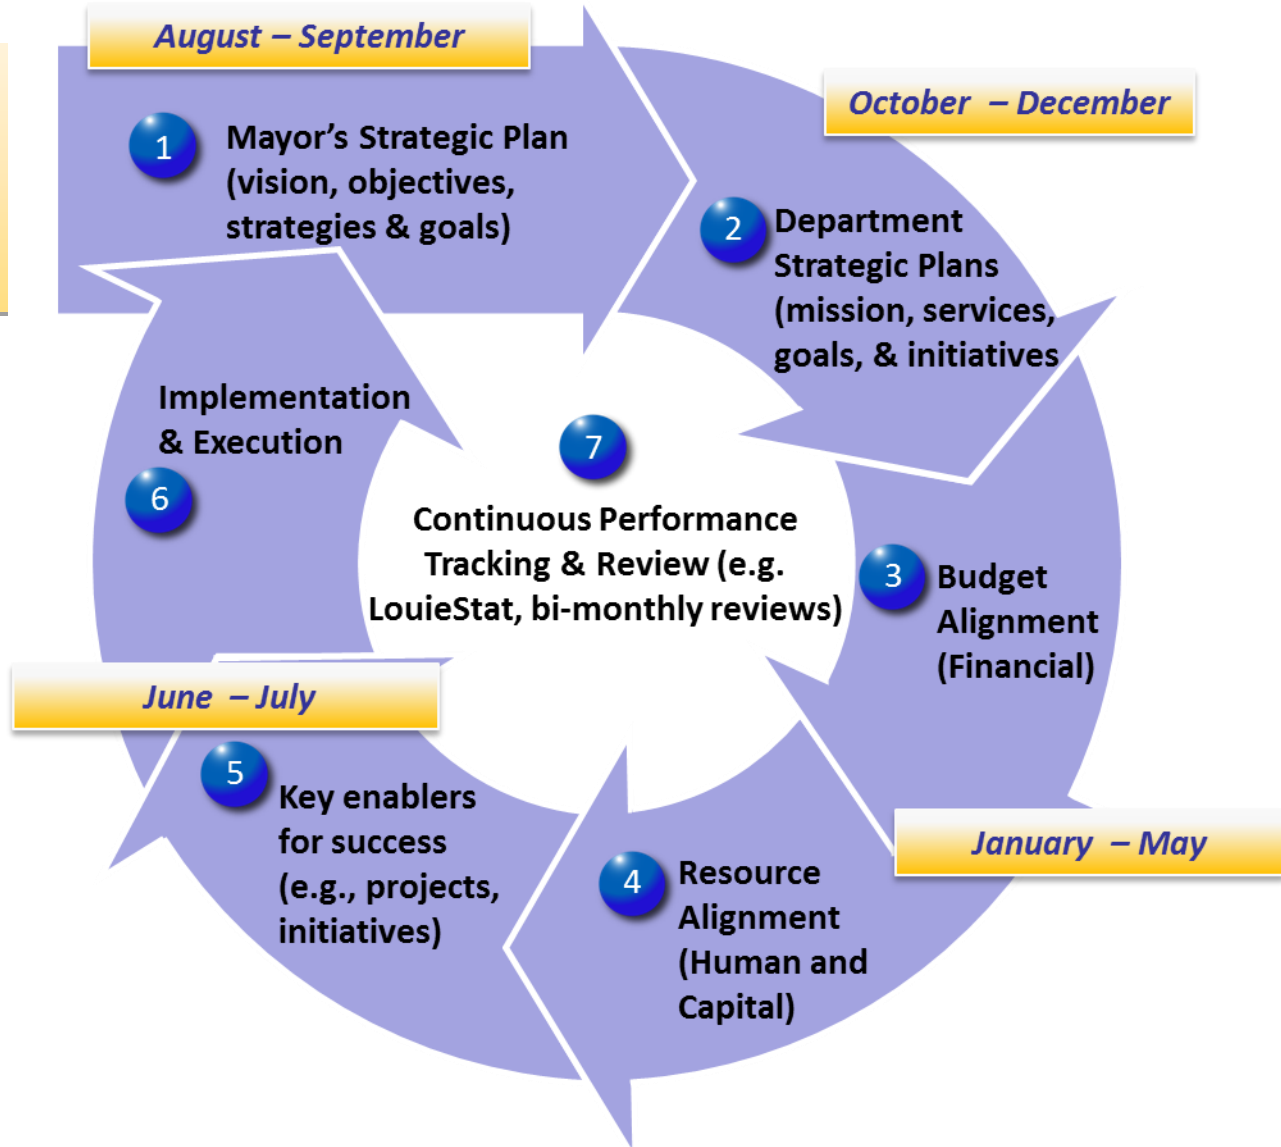 August – September
1
Mayor’s Strategic Plan
(vision, objectives,
strategies & goals)
October – December
2
Department
Strategic Plans
(mission, services,
goals, & initiatives
3
Budget
Alignment
(Financial)
January – May
4
Resource
Alignment
(Human and
Capital)
5
Key enablers
for success
(e.g., projects,
initiatives)
June – July
6
Implementation
& Execution
7
Continuous Performance
Tracking & Review (e.g.
LouieStat, bi-monthly reviews)